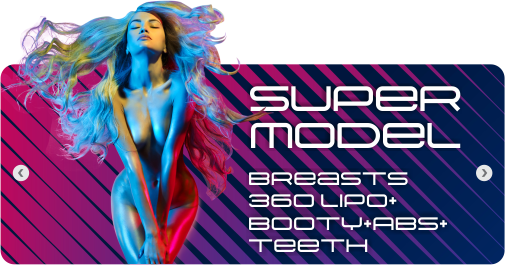 SUPER
MODEL
BREASTS
360 LIPO+
BOOTY+ABS+
TEETH